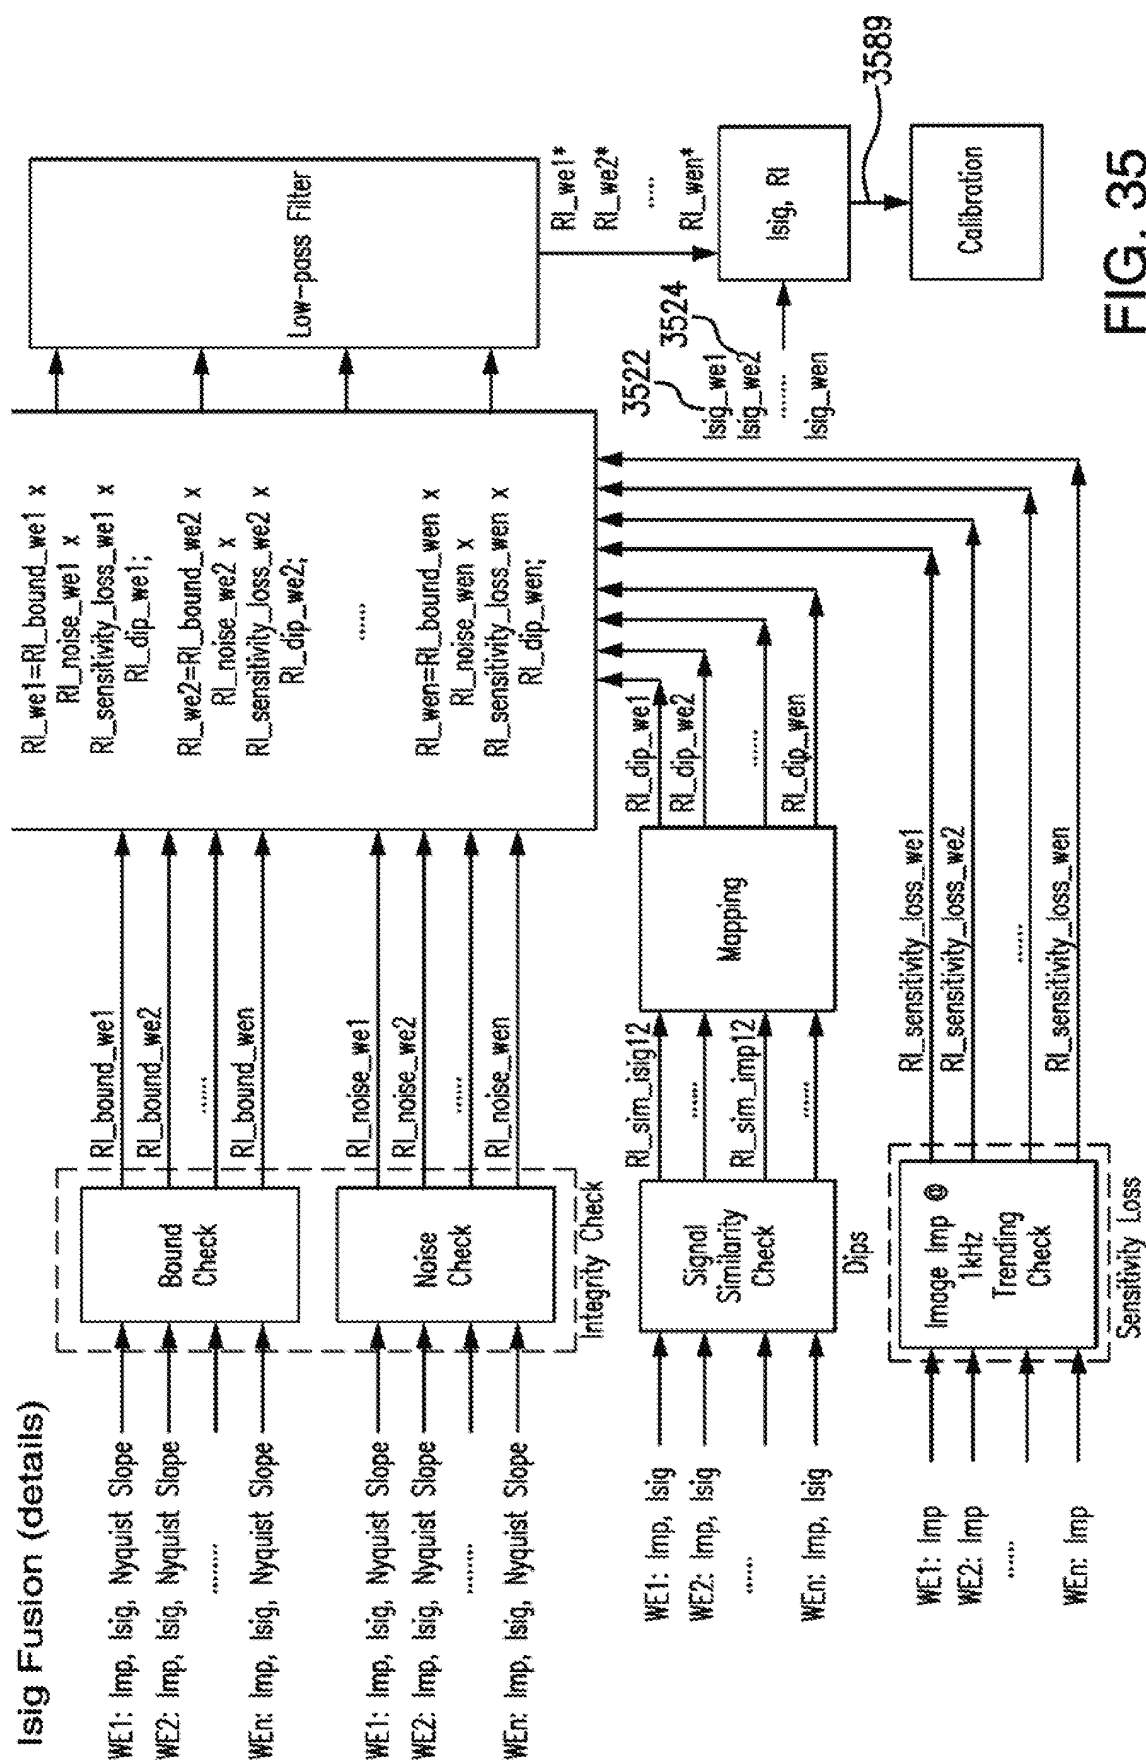 Isig Fusion (details)
WE1: Imp, Isig, Nyquist Slope
WE2: Imp, Isig, Nyquist Slope
.......
WEn: Imp, Isig, Nyquist Slope
Bound
Check
RI_bound_we1
RI_bound_we2
......
RI_bound_wen
WE1: Imp, Isig, Nyquist Slope
WE2: Imp, Isig, Nyquist Slope
.......
WEn: Imp, Isig, Nyquist Slope
Noise
Check
Integrity Check
RI_noise_we1
RI_noise_we2
......
RI_noise_wen
RI_we1=RI_bound_we1 x
RI_noise_we1 x
RI_sensitivity_loss_we1 x
RI_dip_we1;
RI_we2=RI_bound_we2 x
RI_noise_we2 x
RI_sensitivity_loss_we2 x
RI_dip_we2;
......
RI_wen=RI_bound_wen x
RI_noise_wen x
RI_sensitivity_loss_wen x
RI_dip_wen;
Low-pass Filter
WE1: Imp, Isig
WE2: Imp, Isig
......
WEn: Imp, Isig
Signal
Similarity
Check
Dips
RI_sim_isig12
......
RI_sim_imp12
......
Mapping
RI_dip_we1
RI_dip_we2
......
RI_dip_wen
RI_we1*
RI_we2*
.....
RI_wen*
3522
3524
Isig_we1
Isig_we2
.......
Isig_wen
Isig, RI
3589
Calibration
WE1: Imp
WE2: Imp
......
WEn: Imp
Image Imp @
1kHz
Trending
Check
Sensitivity Loss
RI_sensitivity_loss_we1
RI_sensitivity_loss_we2
......
RI_sensitivity_loss_wen
FIG. 35